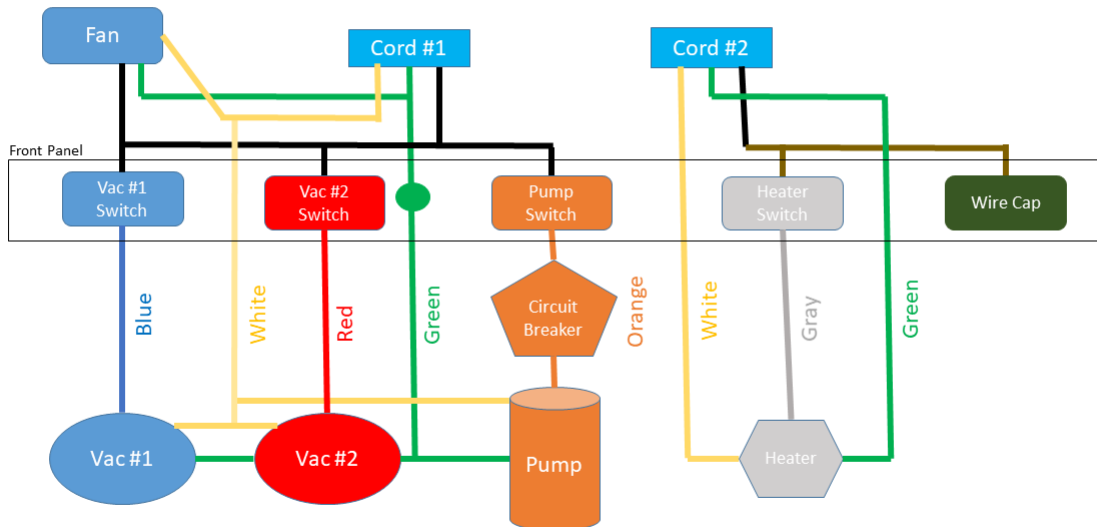 Fan
Cord #1
Cord #2
Front Panel
Vac #1
Switch
Vac #2
Switch
Pump
Switch
Heater
Switch
Wire Cap
Blue
White
Red
Green
Circuit
Breaker
Orange
White
Gray
Green
Vac #1
Vac #2
Pump
Heater